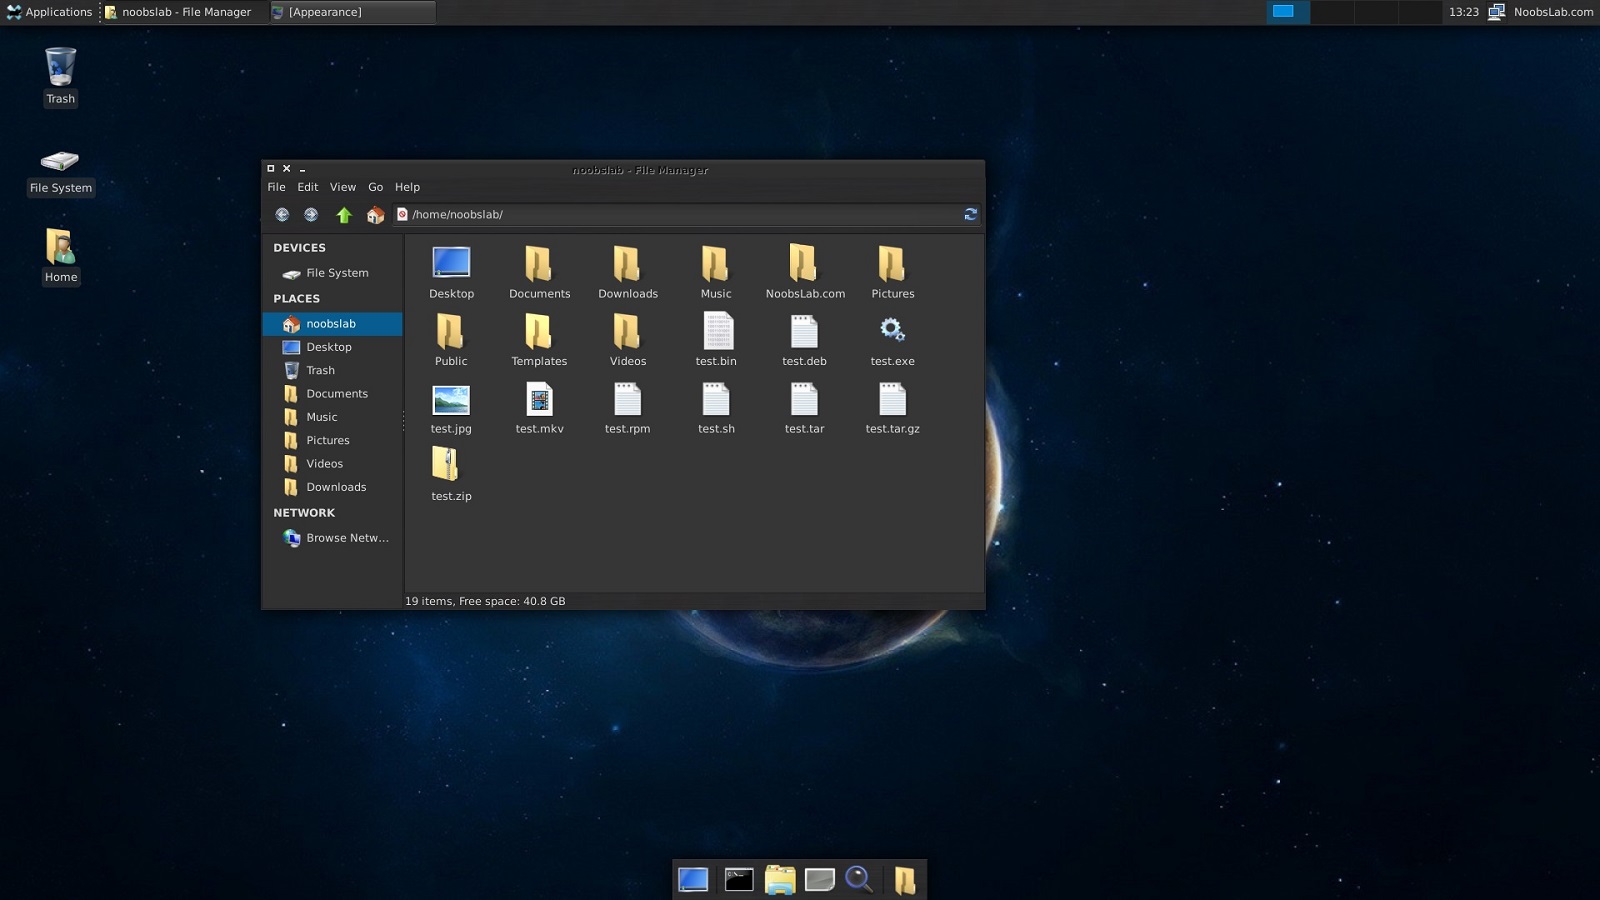 Applications
noobslab - File Manager
[Appearance]
13:23
NoobsLab.com
Trash
File System
Home
noobslab - File Manager
File Edit View Go Help
/home/noobslab/
DEVICES
File System
PLACES
noobslab
Desktop
Trash
Documents
Music
Pictures
Videos
Downloads
NETWORK
Browse Netw...
Desktop Documents Downloads Music NoobsLab.com Pictures
Public Templates Videos test.bin test.deb test.exe
test.jpg test.mkv test.rpm test.sh test.tar test.tar.gz
test.zip
19 items, Free space: 40.8 GB